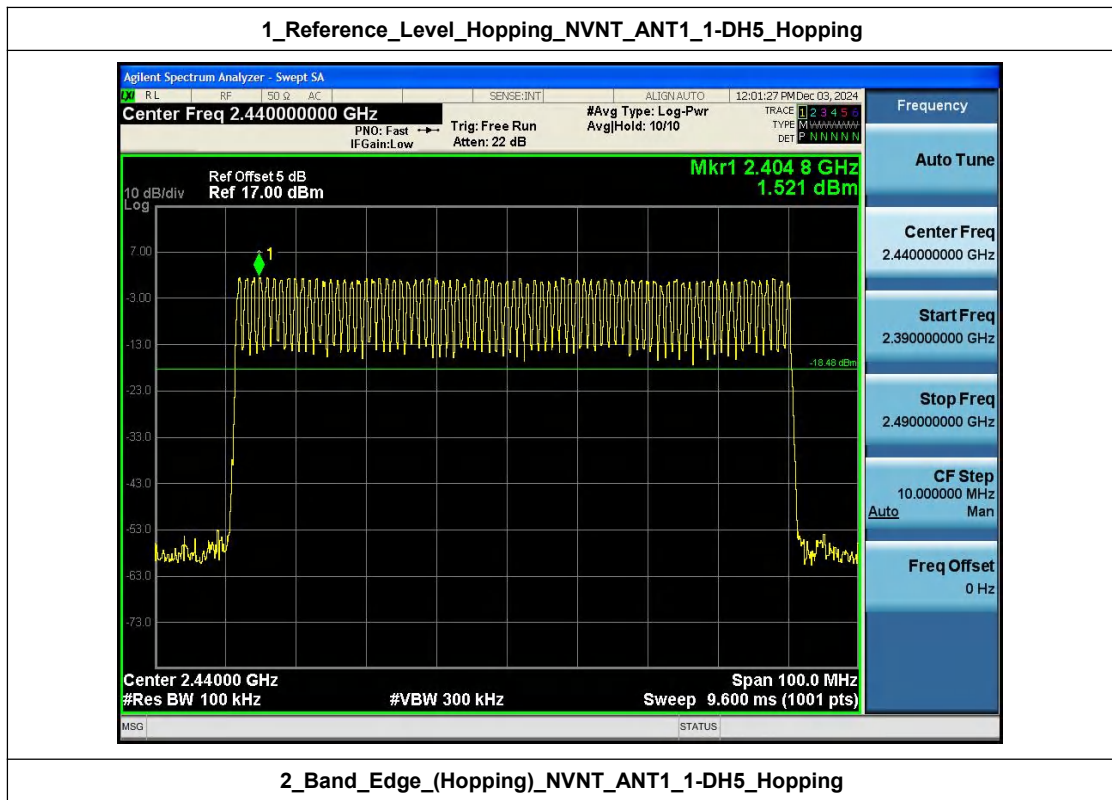 1_Reference_Level_Hopping_NVNT_ANT1_1-DH5_Hopping
Agilent Spectrum Analyzer - Swept SA
LXI RL RF 50 Ω AC SENSE:INT ALIGN AUTO 12:01:27 PM Dec 03, 2024
Center Freq 2.440000000 GHz
PNO: Fast
IFGain:Low
Trig: Free Run
Atten: 22 dB
#Avg Type: Log-Pwr
Avg|Hold: 10/10
TRACE 1 2 3 4 5 6
TYPE M
DET P N N N N N
Frequency
Auto Tune
Mkr1 2.404 8 GHz
1.521 dBm
Ref Offset 5 dB
10 dB/div Ref 17.00 dBm
Log
1
7.00
-3.00
-13.0
-18.48 dBm
-23.0
-33.0
-43.0
-53.0
-63.0
-73.0
Center Freq
2.440000000 GHz
Start Freq
2.390000000 GHz
Stop Freq
2.490000000 GHz
CF Step
10.000000 MHz
Auto Man
Freq Offset
0 Hz
Center 2.44000 GHz Span 100.0 MHz
#Res BW 100 kHz #VBW 300 kHz Sweep 9.600 ms (1001 pts)
MSG STATUS
2_Band_Edge_(Hopping)_NVNT_ANT1_1-DH5_Hopping